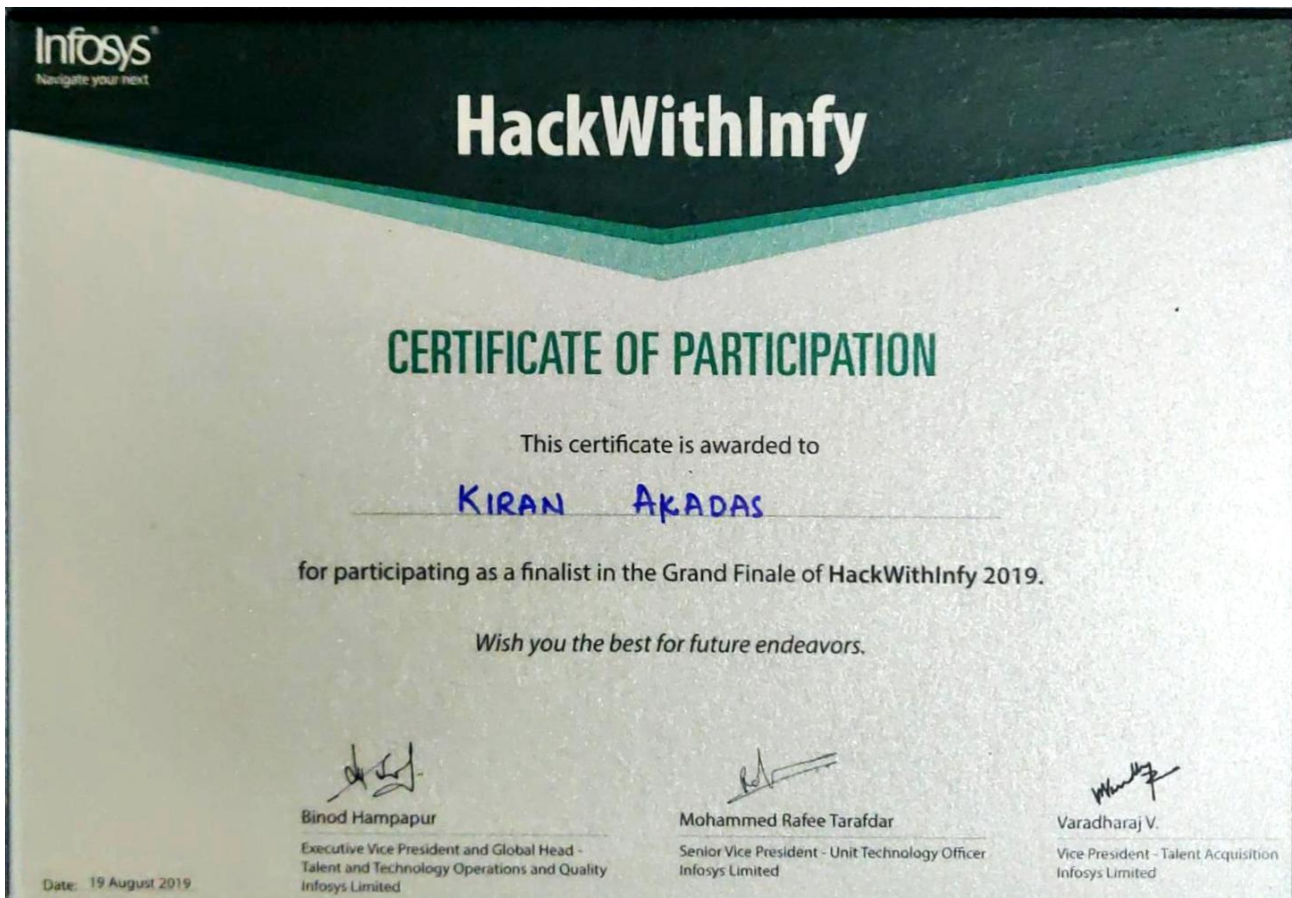 Infosys®
Navigate your next
HackWithInfy
CERTIFICATE OF PARTICIPATION
This certificate is awarded to
KIRAN AKADAS
for participating as a finalist in the Grand Finale of HackWithInfy 2019.
Wish you the best for future endeavors.
Binod Hampapur
Executive Vice President and Global Head -
Talent and Technology Operations and Quality
Infosys Limited
Mohammed Rafee Tarafdar
Senior Vice President - Unit Technology Officer
Infosys Limited
Varadharaj V.
Vice President - Talent Acquisition
Infosys Limited
Date: 19 August 2019